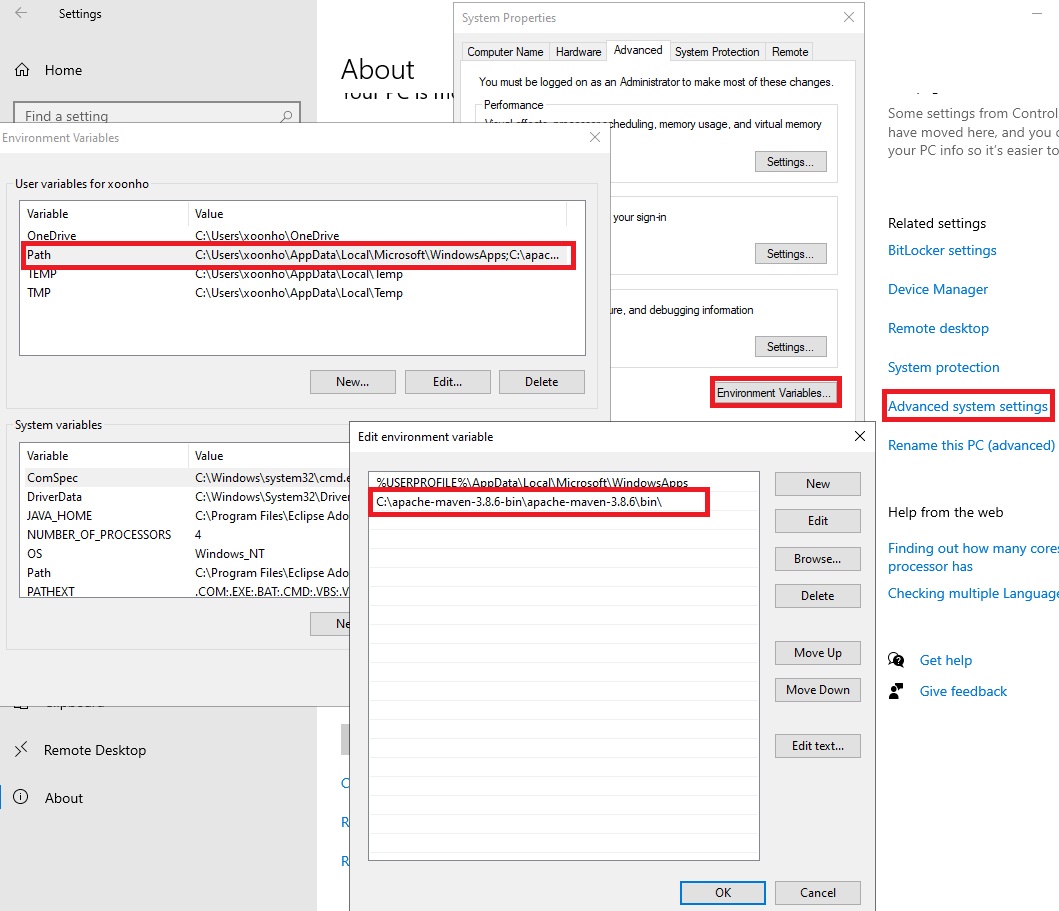 Settings
Home
Find a setting
Clipboard
Remote Desktop
About
About
Your PC is mo
System Properties
Computer Name Hardware Advanced System Protection Remote
You must be logged on as an Administrator to make most of these changes.
Performance
Visual effects, processor scheduling, memory usage, and virtual memory
Settings...
your sign-in
Settings...
ure, and debugging information
Settings...
Environment Variables...
Environment Variables
User variables for xoonho
Variable Value
OneDrive C:\Users\xoonho\OneDrive
Path C:\Users\xoonho\AppData\Local\Microsoft\WindowsApps;C:\apac...
TEMP C:\Users\xoonho\AppData\Local\Temp
TMP C:\Users\xoonho\AppData\Local\Temp
New... Edit... Delete
System variables
Variable Value
ComSpec C:\Windows\system32\cmd.e
DriverData C:\Windows\System32\Driver
JAVA_HOME C:\Program Files\Eclipse Ado
NUMBER_OF_PROCESSORS 4
OS Windows_NT
Path C:\Program Files\Eclipse Ado
PATHEXT .COM;.EXE;.BAT;.CMD;.VBS;.V
Ne
Edit environment variable
%USERPROFILE%\AppData\Local\Microsoft\WindowsApps
C:\apache-maven-3.8.6-bin\apache-maven-3.8.6\bin\
New
Edit
Browse...
Delete
Move Up
Move Down
Edit text...
OK Cancel
Some settings from Control
have moved here, and you c
your PC info so it's easier to
Related settings
BitLocker settings
Device Manager
Remote desktop
System protection
Advanced system settings
Rename this PC (advanced)
Help from the web
Finding out how many cores
processor has
Checking multiple Language
Get help
Give feedback